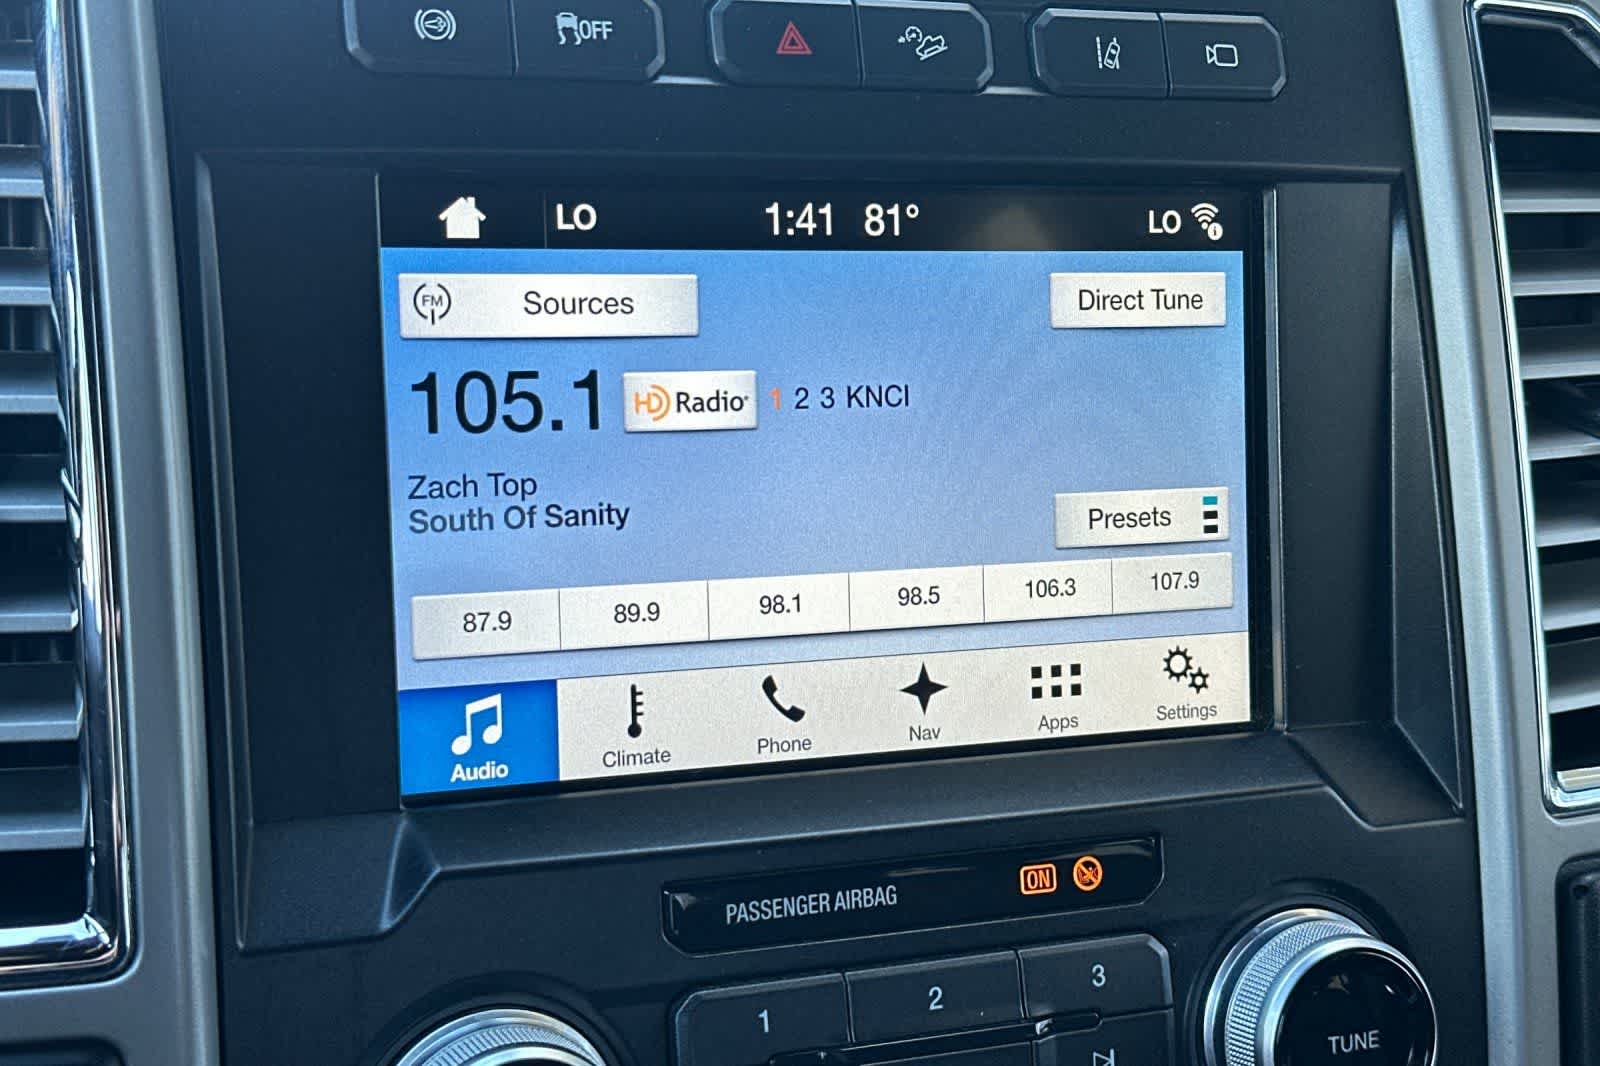 OFF
LO 1:41 81° LO
FM Sources Direct Tune
105.1 HD Radio 1 2 3 KNCI
Zach Top
South Of Sanity
Presets
87.9 89.9 98.1 98.5 106.3 107.9
Audio Climate Phone Nav Apps Settings
PASSENGER AIRBAG ON
1 2 3
TUNE